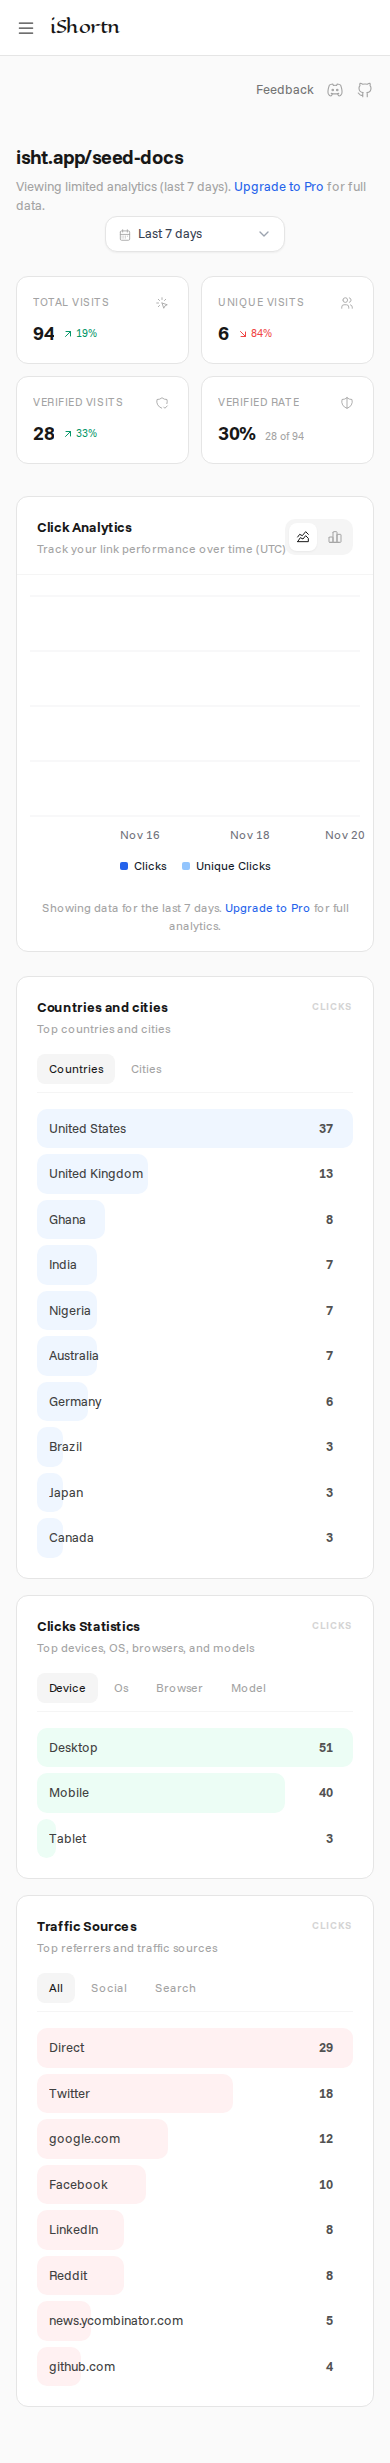 iShortn
Feedback
isht.app/seed-docs
Viewing limited analytics (last 7 days). Upgrade to Pro for full
data.
Last 7 days
TOTAL VISITS
94 19%
UNIQUE VISITS
6 84%
VERIFIED VISITS
28 33%
VERIFIED RATE
30% 28 of 94
Click Analytics
Track your link performance over time (UTC)
Nov 16 Nov 18 Nov 20
Clicks Unique Clicks
Showing data for the last 7 days. Upgrade to Pro for full
analytics.
Countries and cities CLICKS
Top countries and cities
Countries Cities
United States 37
United Kingdom 13
Ghana 8
India 7
Nigeria 7
Australia 7
Germany 6
Brazil 3
Japan 3
Canada 3
Clicks Statistics CLICKS
Top devices, OS, browsers, and models
Device Os Browser Model
Desktop 51
Mobile 40
Tablet 3
Traffic Sources CLICKS
Top referrers and traffic sources
All Social Search
Direct 29
Twitter 18
google.com 12
Facebook 10
LinkedIn 8
Reddit 8
news.ycombinator.com 5
github.com 4